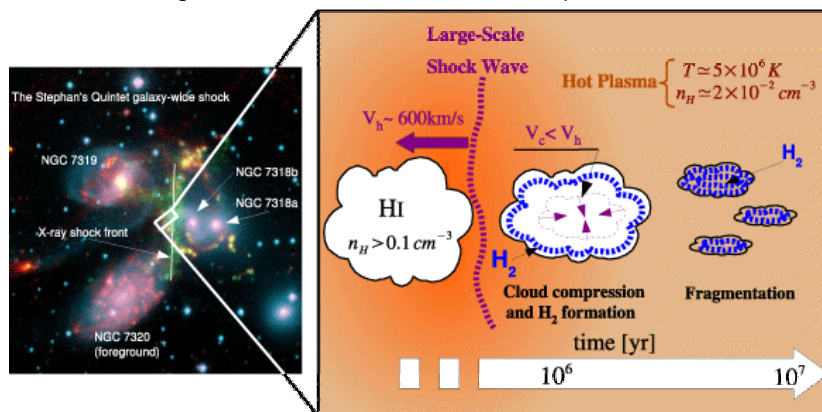 The Stephan's Quintet galaxy-wide shock
NGC 7319
NGC 7318b
NGC 7318a
X-ray shock front
NGC 7320
(foreground)
Large-Scale
Shock Wave
Hot Plasma { T ≃ 5×10⁶ K
n_H ≃ 2×10⁻² cm⁻³
V_h ~ 600km/s
V_c < V_h
HI
n_H > 0.1 cm⁻³
H₂
H₂
Cloud compression
and H₂ formation
Fragmentation
time [yr]
10⁶
10⁷